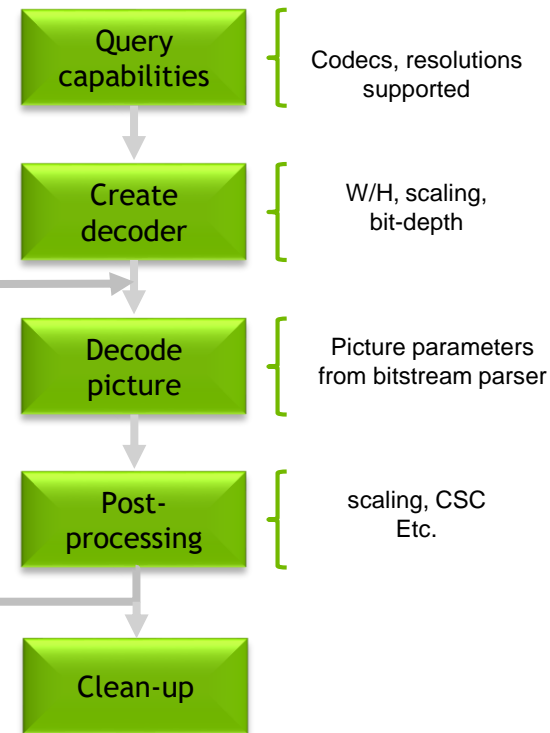 Query
capabilities
Codecs, resolutions
supported
Create
decoder
W/H, scaling,
bit-depth
Decode
picture
Picture parameters
from bitstream parser
Post-
processing
scaling, CSC
Etc.
Clean-up